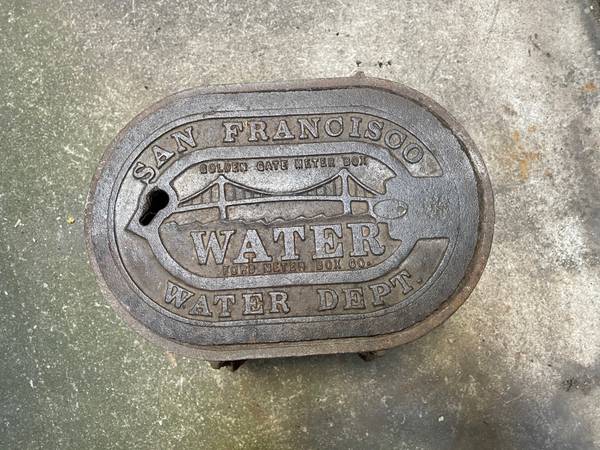 SAN FRANCISCO
GOLDEN GATE METER BOX
WATER
FORD METER BOX CO.
WATER DEPT.